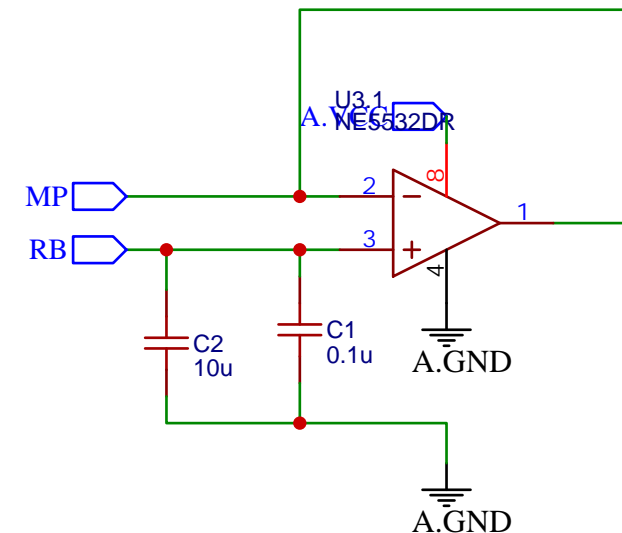 U3.1
A.VCC
NE5532DR
8
MP
2
1
RB
3
4
C2
10u
C1
0.1u
A.GND
A.GND